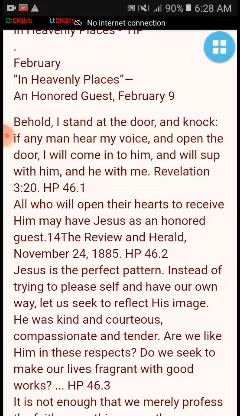 D:0KB/s U:0KB/s No internet connection 90% 6:28 AM
In Heavenly Places - HP
.
February
“In Heavenly Places”—
An Honored Guest, February 9
Behold, I stand at the door, and knock:
if any man hear my voice, and open the
door, I will come in to him, and will sup
with him, and he with me. Revelation
3:20. HP 46.1
All who will open their hearts to receive
Him may have Jesus as an honored
guest.14The Review and Herald,
November 24, 1885. HP 46.2
Jesus is the perfect pattern. Instead of
trying to please self and have our own
way, let us seek to reflect His image.
He was kind and courteous,
compassionate and tender. Are we like
Him in these respects? Do we seek to
make our lives fragrant with good
works? ... HP 46.3
It is not enough that we merely profess